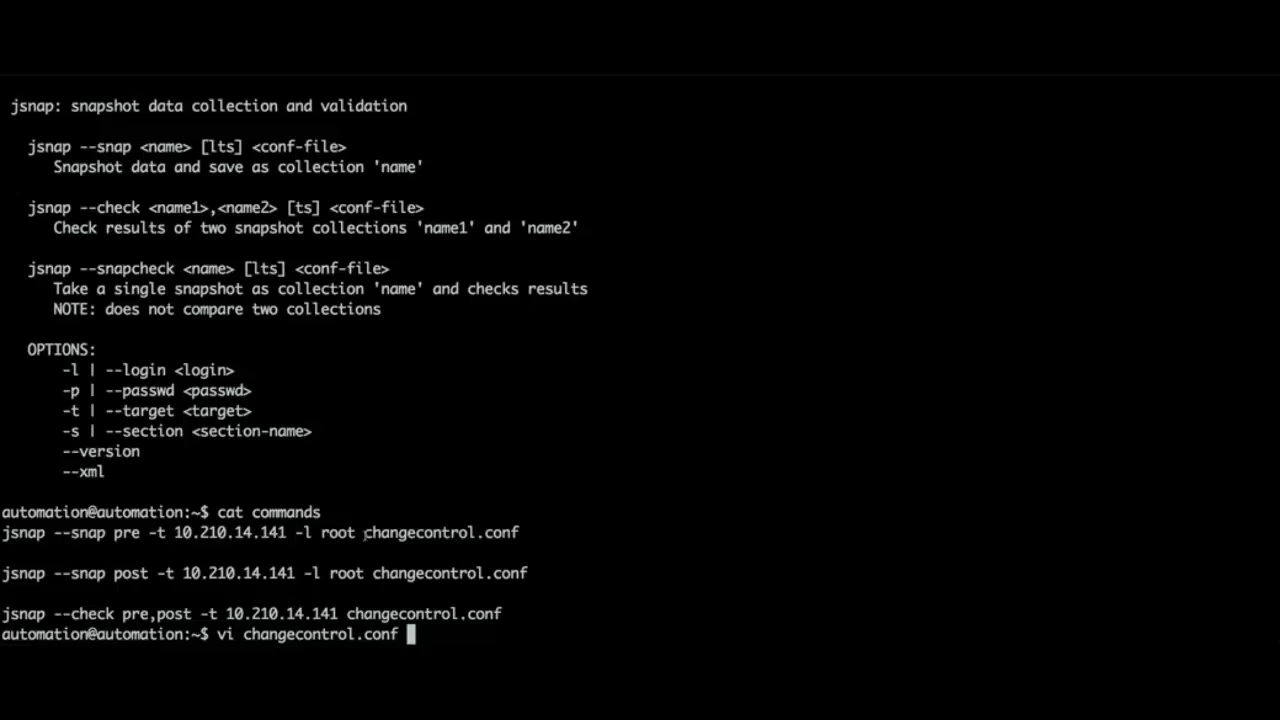 jsnap: snapshot data collection and validation
jsnap --snap <name> [lts] <conf-file>
Snapshot data and save as collection 'name'
jsnap --check <name1>,<name2> [ts] <conf-file>
Check results of two snapshot collections 'name1' and 'name2'
jsnap --snapcheck <name> [lts] <conf-file>
Take a single snapshot as collection 'name' and checks results
NOTE: does not compare two collections
OPTIONS:
-l | --login <login>
-p | --passwd <passwd>
-t | --target <target>
-s | --section <section-name>
--version
--xml
automation@automation:~$ cat commands
jsnap --snap pre -t 10.210.14.141 -l root changecontrol.conf
jsnap --snap post -t 10.210.14.141 -l root changecontrol.conf
jsnap --check pre,post -t 10.210.14.141 changecontrol.conf
automation@automation:~$ vi changecontrol.conf